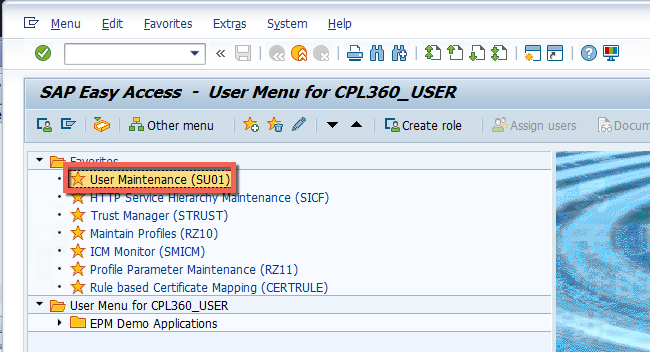 Menu Edit Favorites Extras System Help
SAP Easy Access - User Menu for CPL360_USER
Other menu Create role Assign users Docum
Favorites
User Maintenance (SU01)
HTTP Service Hierarchy Maintenance (SICF)
Trust Manager (STRUST)
Maintain Profiles (RZ10)
ICM Monitor (SMICM)
Profile Parameter Maintenance (RZ11)
Rule based Certificate Mapping (CERTRULE)
User Menu for CPL360_USER
EPM Demo Applications